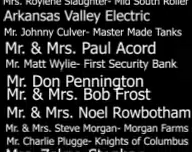 Mrs. Roylene Slaughter- Mid South Roller
Arkansas Valley Electric
Mr. Johnny Culver- Master Made Tanks
Mr. & Mrs. Paul Acord
Mr. Matt Wylie- First Security Bank
Mr. Don Pennington
Mr. & Mrs. Bob Frost
Mr. & Mrs. Noel Rowbotham
Mr. & Mrs. Steve Morgan- Morgan Farms
Mr. Charlie Plugge- Knights of Columbus